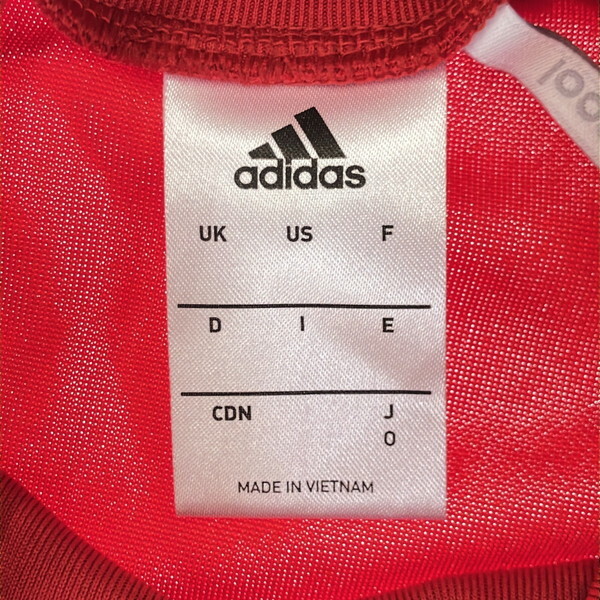 adidas
UK US F
D I E
CDN J
O
MADE IN VIETNAM